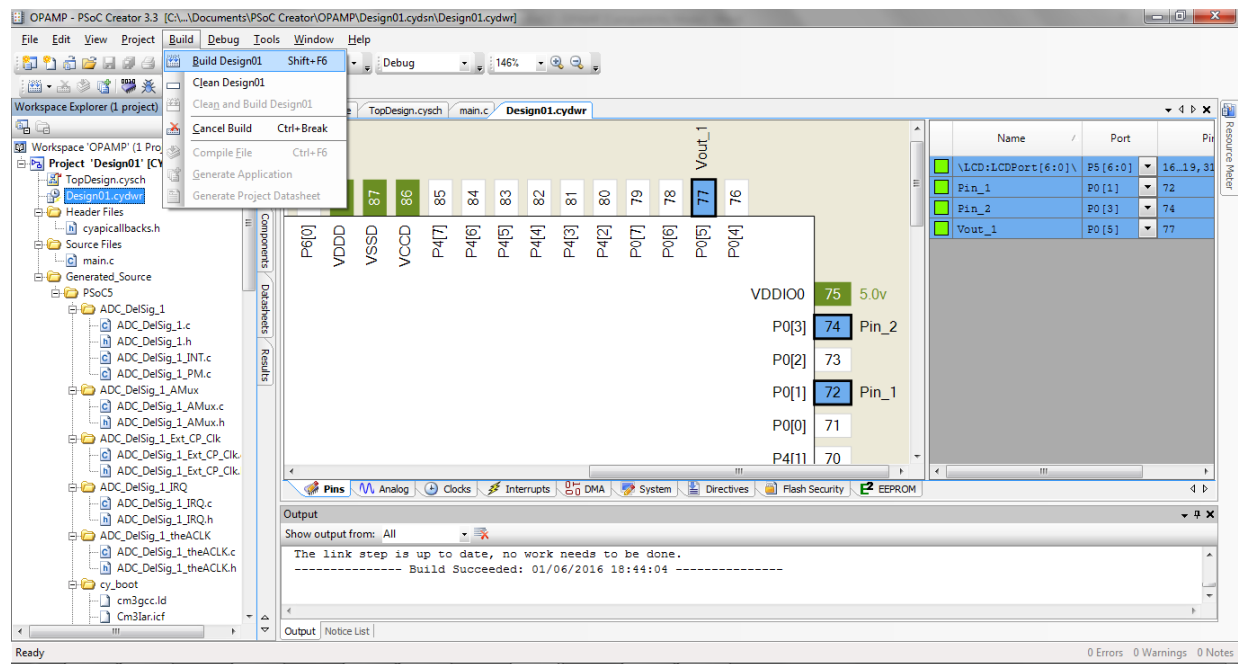 OPAMP - PSoC Creator 3.3 [C:\...\Documents\PSoC Creator\OPAMP\Design01.cydsn\Design01.cydwr]
File Edit View Project Build Debug Tools Window Help
Debug 146%
Build Design01 Shift+F6
Clean Design01
Clean and Build Design01
Cancel Build Ctrl+Break
Compile File Ctrl+F6
Generate Application
Generate Project Datasheet
Workspace Explorer (1 project)
Workspace 'OPAMP' (1 Pro
Project 'Design01' [CY
TopDesign.cysch
Design01.cydwr
Header Files
cyapicallbacks.h
Source Files
main.c
Generated_Source
PSoC5
ADC_DelSig_1
ADC_DelSig_1.c
ADC_DelSig_1.h
ADC_DelSig_1_INT.c
ADC_DelSig_1_PM.c
ADC_DelSig_1_AMux
ADC_DelSig_1_AMux.c
ADC_DelSig_1_AMux.h
ADC_DelSig_1_Ext_CP_Clk
ADC_DelSig_1_Ext_CP_Clk.
ADC_DelSig_1_Ext_CP_Clk.
ADC_DelSig_1_IRQ
ADC_DelSig_1_IRQ.c
ADC_DelSig_1_IRQ.h
ADC_DelSig_1_theACLK
ADC_DelSig_1_theACLK.c
ADC_DelSig_1_theACLK.h
cy_boot
cm3gcc.ld
Cm3Iar.icf
Components
Datasheets
Results
TopDesign.cysch main.c Design01.cydwr
Vout_1
87 86 85 84 83 82 81 80 79 78 77 76
P6[0] VDDD VSSD VCCD P4[7] P4[6] P4[5] P4[4] P4[3] P4[2] P0[7] P0[6] P0[5] P0[4]
VDDIO0 75 5.0v
P0[3] 74 Pin_2
P0[2] 73
P0[1] 72 Pin_1
P0[0] 71
P4[1] 70
Name / Port Pin
\LCD:LCDPort[6:0]\ P5[6:0] 16..19,31
Pin_1 P0[1] 72
Pin_2 P0[3] 74
Vout_1 P0[5] 77
Resource Meter
Pins Analog Clocks Interrupts DMA System Directives Flash Security EEPROM
Output
Show output from: All
The link step is up to date, no work needs to be done.
--------------- Build Succeeded: 01/06/2016 18:44:04 ---------------
Output Notice List
Ready
0 Errors 0 Warnings 0 Notes